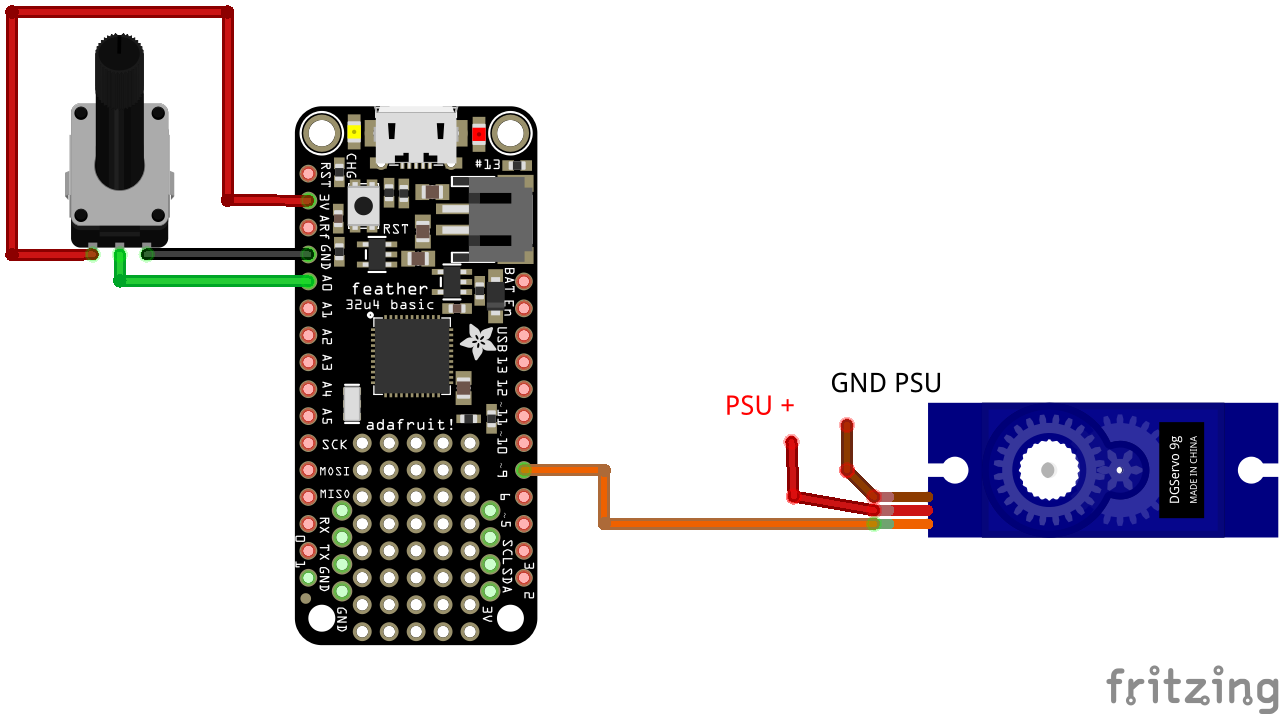 CHG
#13
RST
3V
ARf
GND
A0
RST
BAT
En
feather
32u4 basic
A1
A2
A3
A4
A5
USB
13
12
~11
~10
~9
6
~5
SCL
SDA
3
2
adafruit!
SCK
MOSI
MISO
RX
0
TX
1
GND
GND
3V
GND PSU
PSU +
DGServo 9g
MADE IN CHINA
fritzing